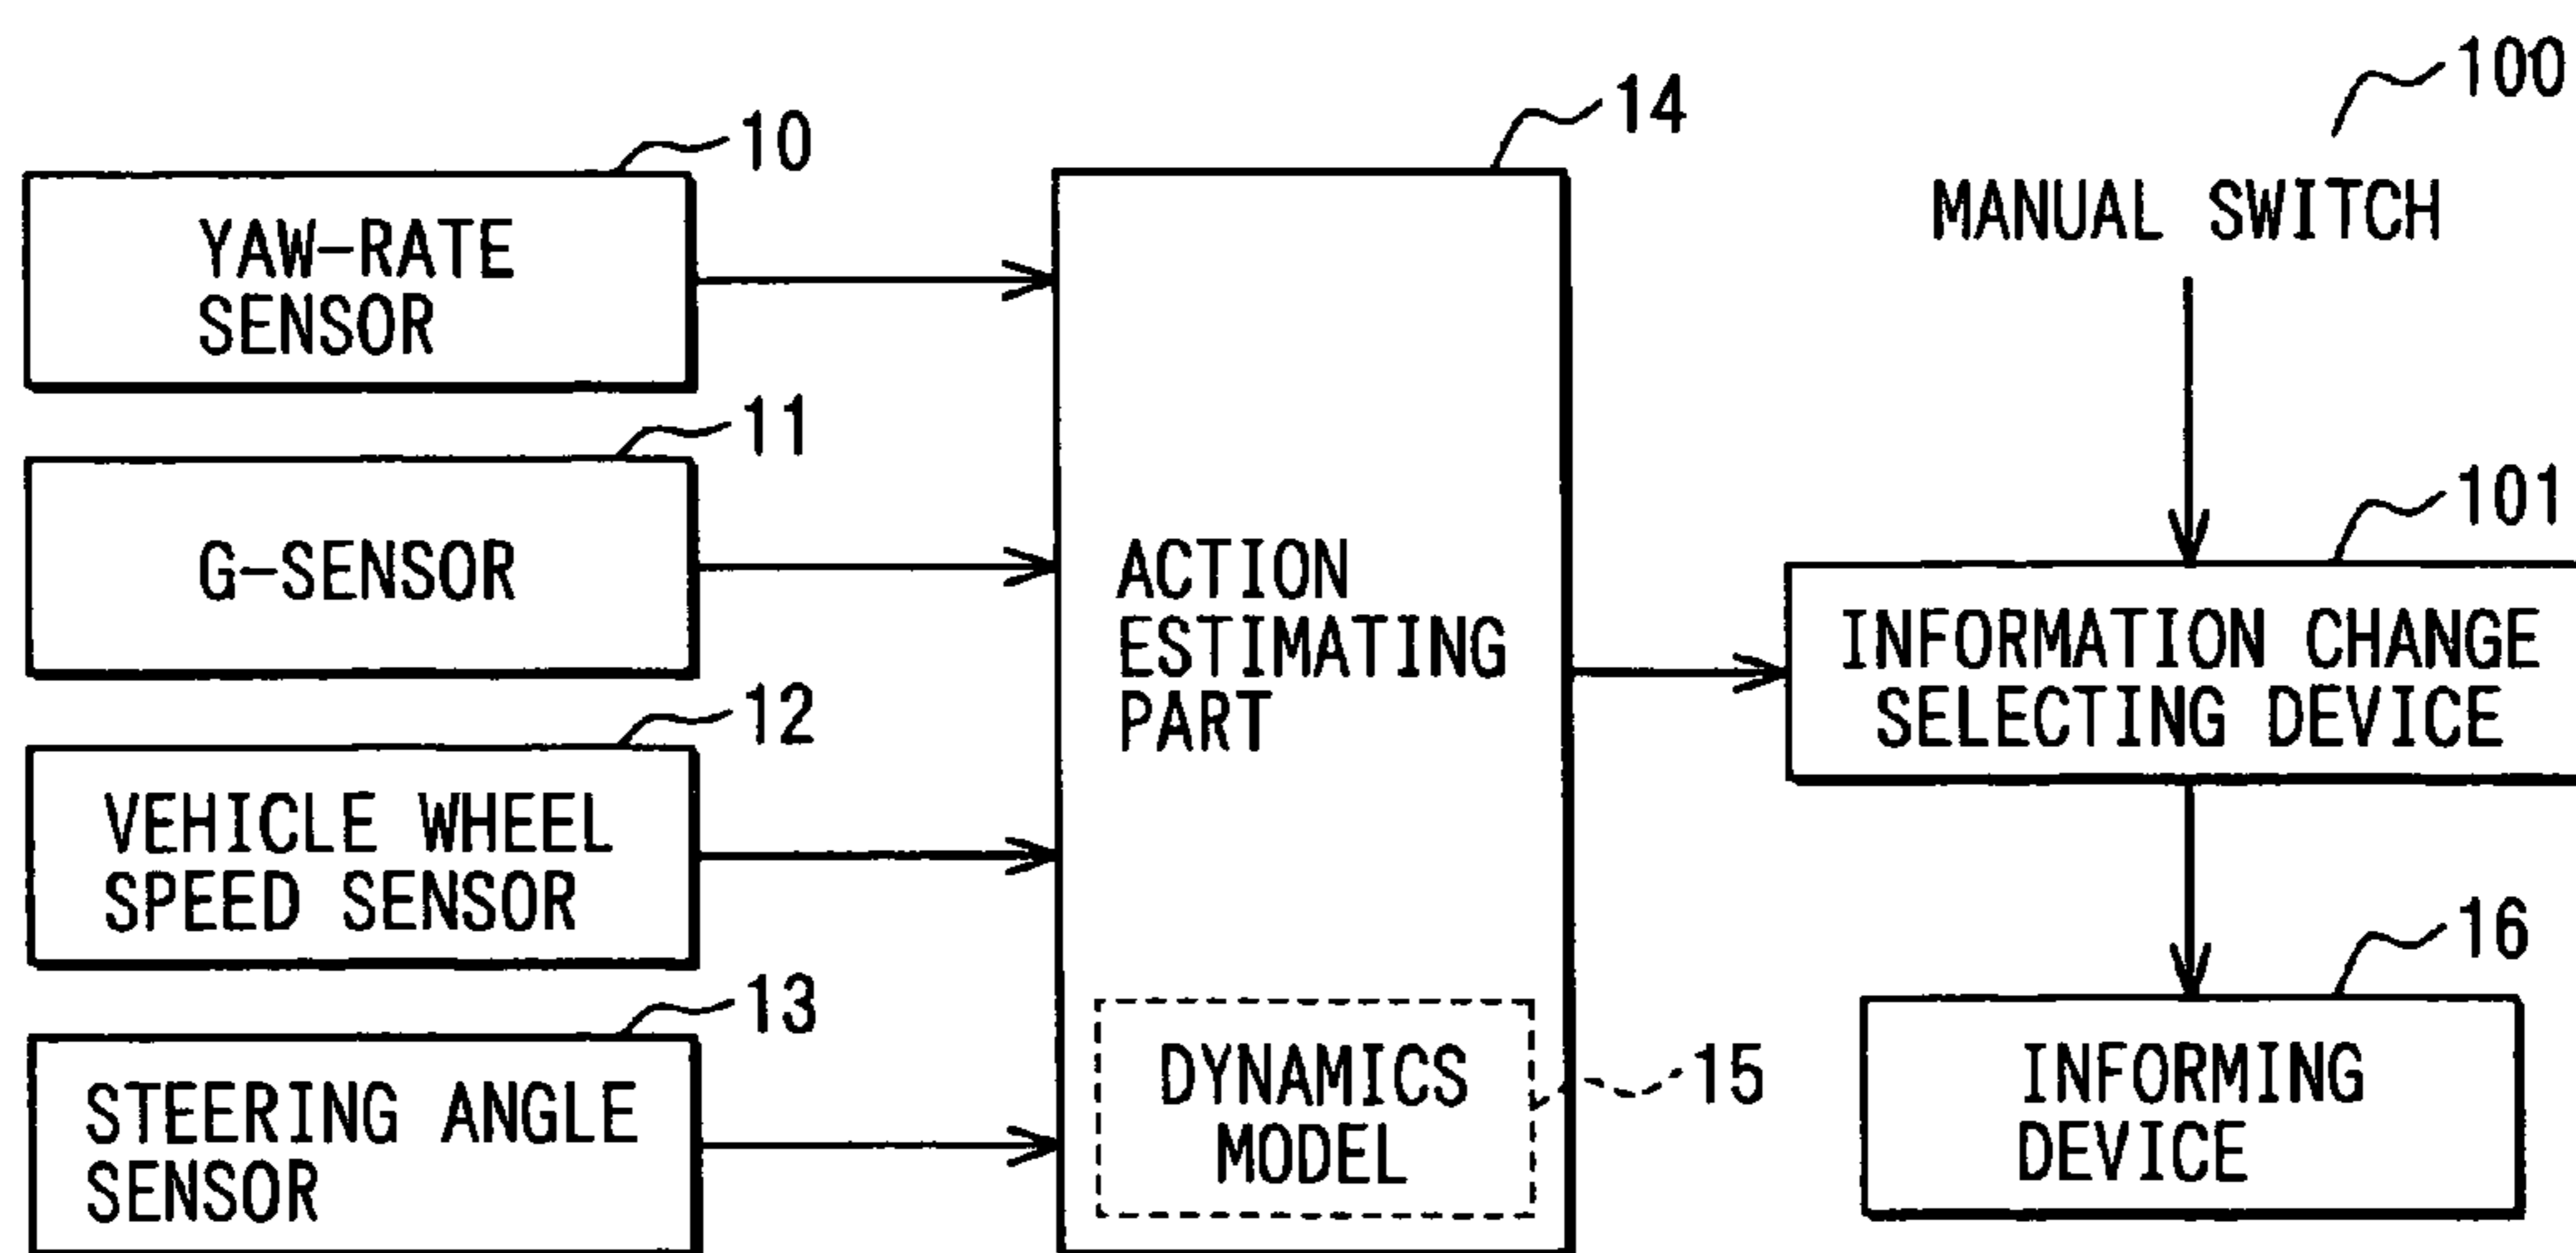 10
YAW-RATE
SENSOR
11
G-SENSOR
12
VEHICLE WHEEL
SPEED SENSOR
13
STEERING ANGLE
SENSOR
14
ACTION
ESTIMATING
PART
DYNAMICS
MODEL
15
100
MANUAL SWITCH
101
INFORMATION CHANGE
SELECTING DEVICE
16
INFORMING
DEVICE